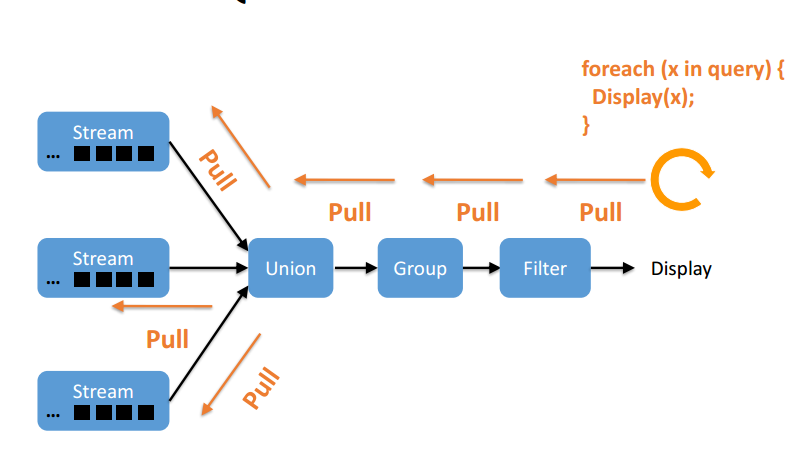 foreach (x in query) {
Display(x);
}
Stream
...
Pull
Pull
Pull
Pull
Stream
...
Union
Group
Filter
Display
Pull
Stream
...
Pull